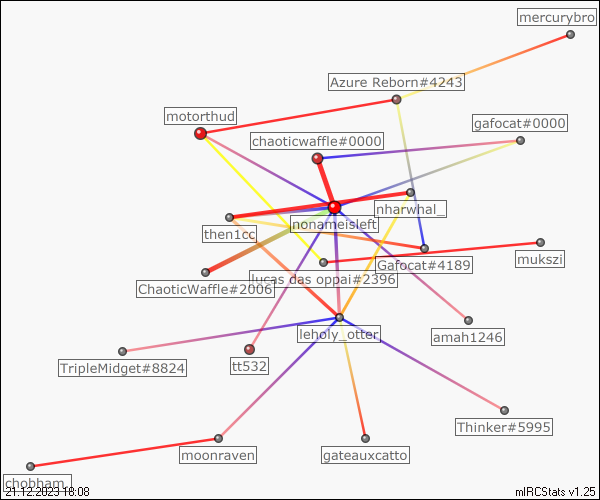 mercurybro
Azure Reborn#4243
motorthud
gafocat#0000
chaoticwaffle#0000
nharwhal_
nonameisleft
then1cc
Gafocat#4189
mukszi
lucas das oppai#2396
ChaoticWaffle#2006
leholy_otter
amah1246
TripleMidget#8824
tt532
Thinker#5995
moonraven
gateauxcatto
chobham_
21.12.2023 18:08
mIRCStats v1.25